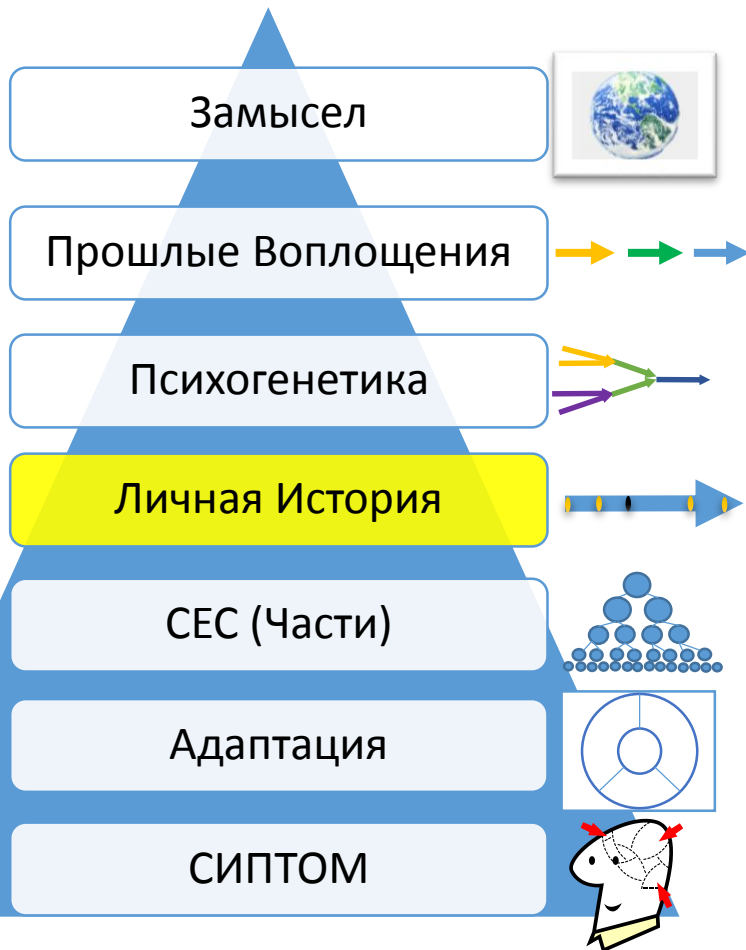 Замысел
Прошлые Воплощения
Психогенетика
Личная История
СЕС (Части)
Адаптация
СИПТОМ